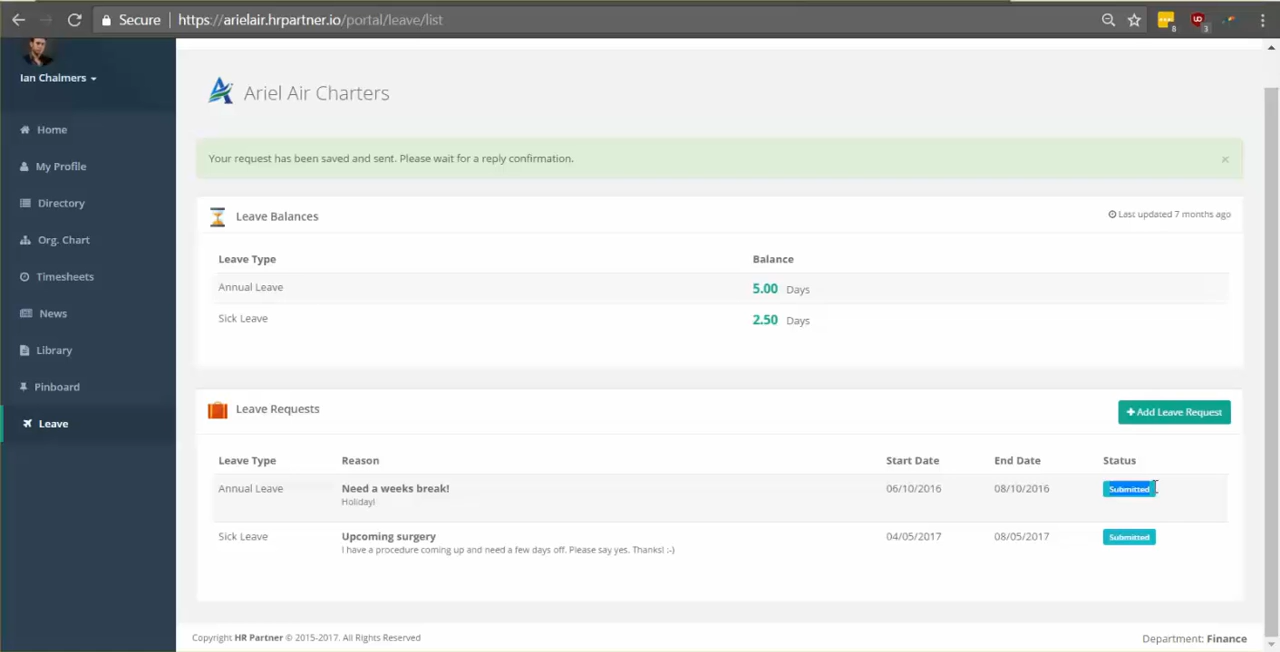 Secure | https://arielair.hrpartner.io/portal/leave/list
8
UO
3
Ian Chalmers
Ariel Air Charters
Home
Your request has been saved and sent. Please wait for a reply confirmation. ×
My Profile
Directory
Leave Balances Last updated 7 months ago
Org. Chart
Leave Type Balance
Timesheets
Annual Leave 5.00 Days
News
Sick Leave 2.50 Days
Library
Pinboard
Leave
Leave Requests + Add Leave Request
Leave Type Reason Start Date End Date Status
Annual Leave Need a weeks break! 06/10/2016 08/10/2016 Submitted
Holiday!
Sick Leave Upcoming surgery 04/05/2017 08/05/2017 Submitted
I have a procedure coming up and need a few days off. Please say yes. Thanks! :-)
Copyright HR Partner © 2015-2017. All Rights Reserved Department: Finance